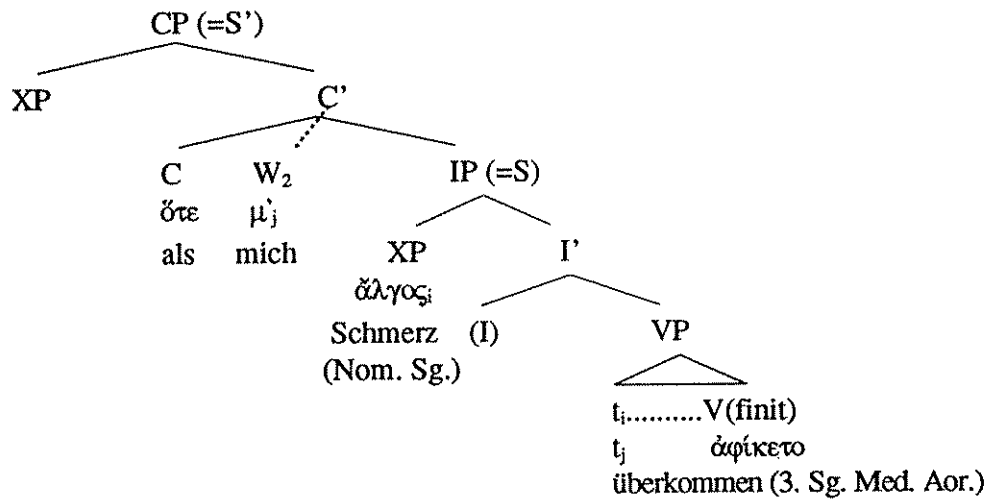 CP (=S’)
XP C’
C W₂ IP (=S)
ὅτε μ'ⱼ
als mich XP I’
ἄλγοςᵢ
Schmerz (I) VP
(Nom. Sg.)
tᵢ..........V(finit)
tⱼ ἀφίκετο
überkommen (3. Sg. Med. Aor.)